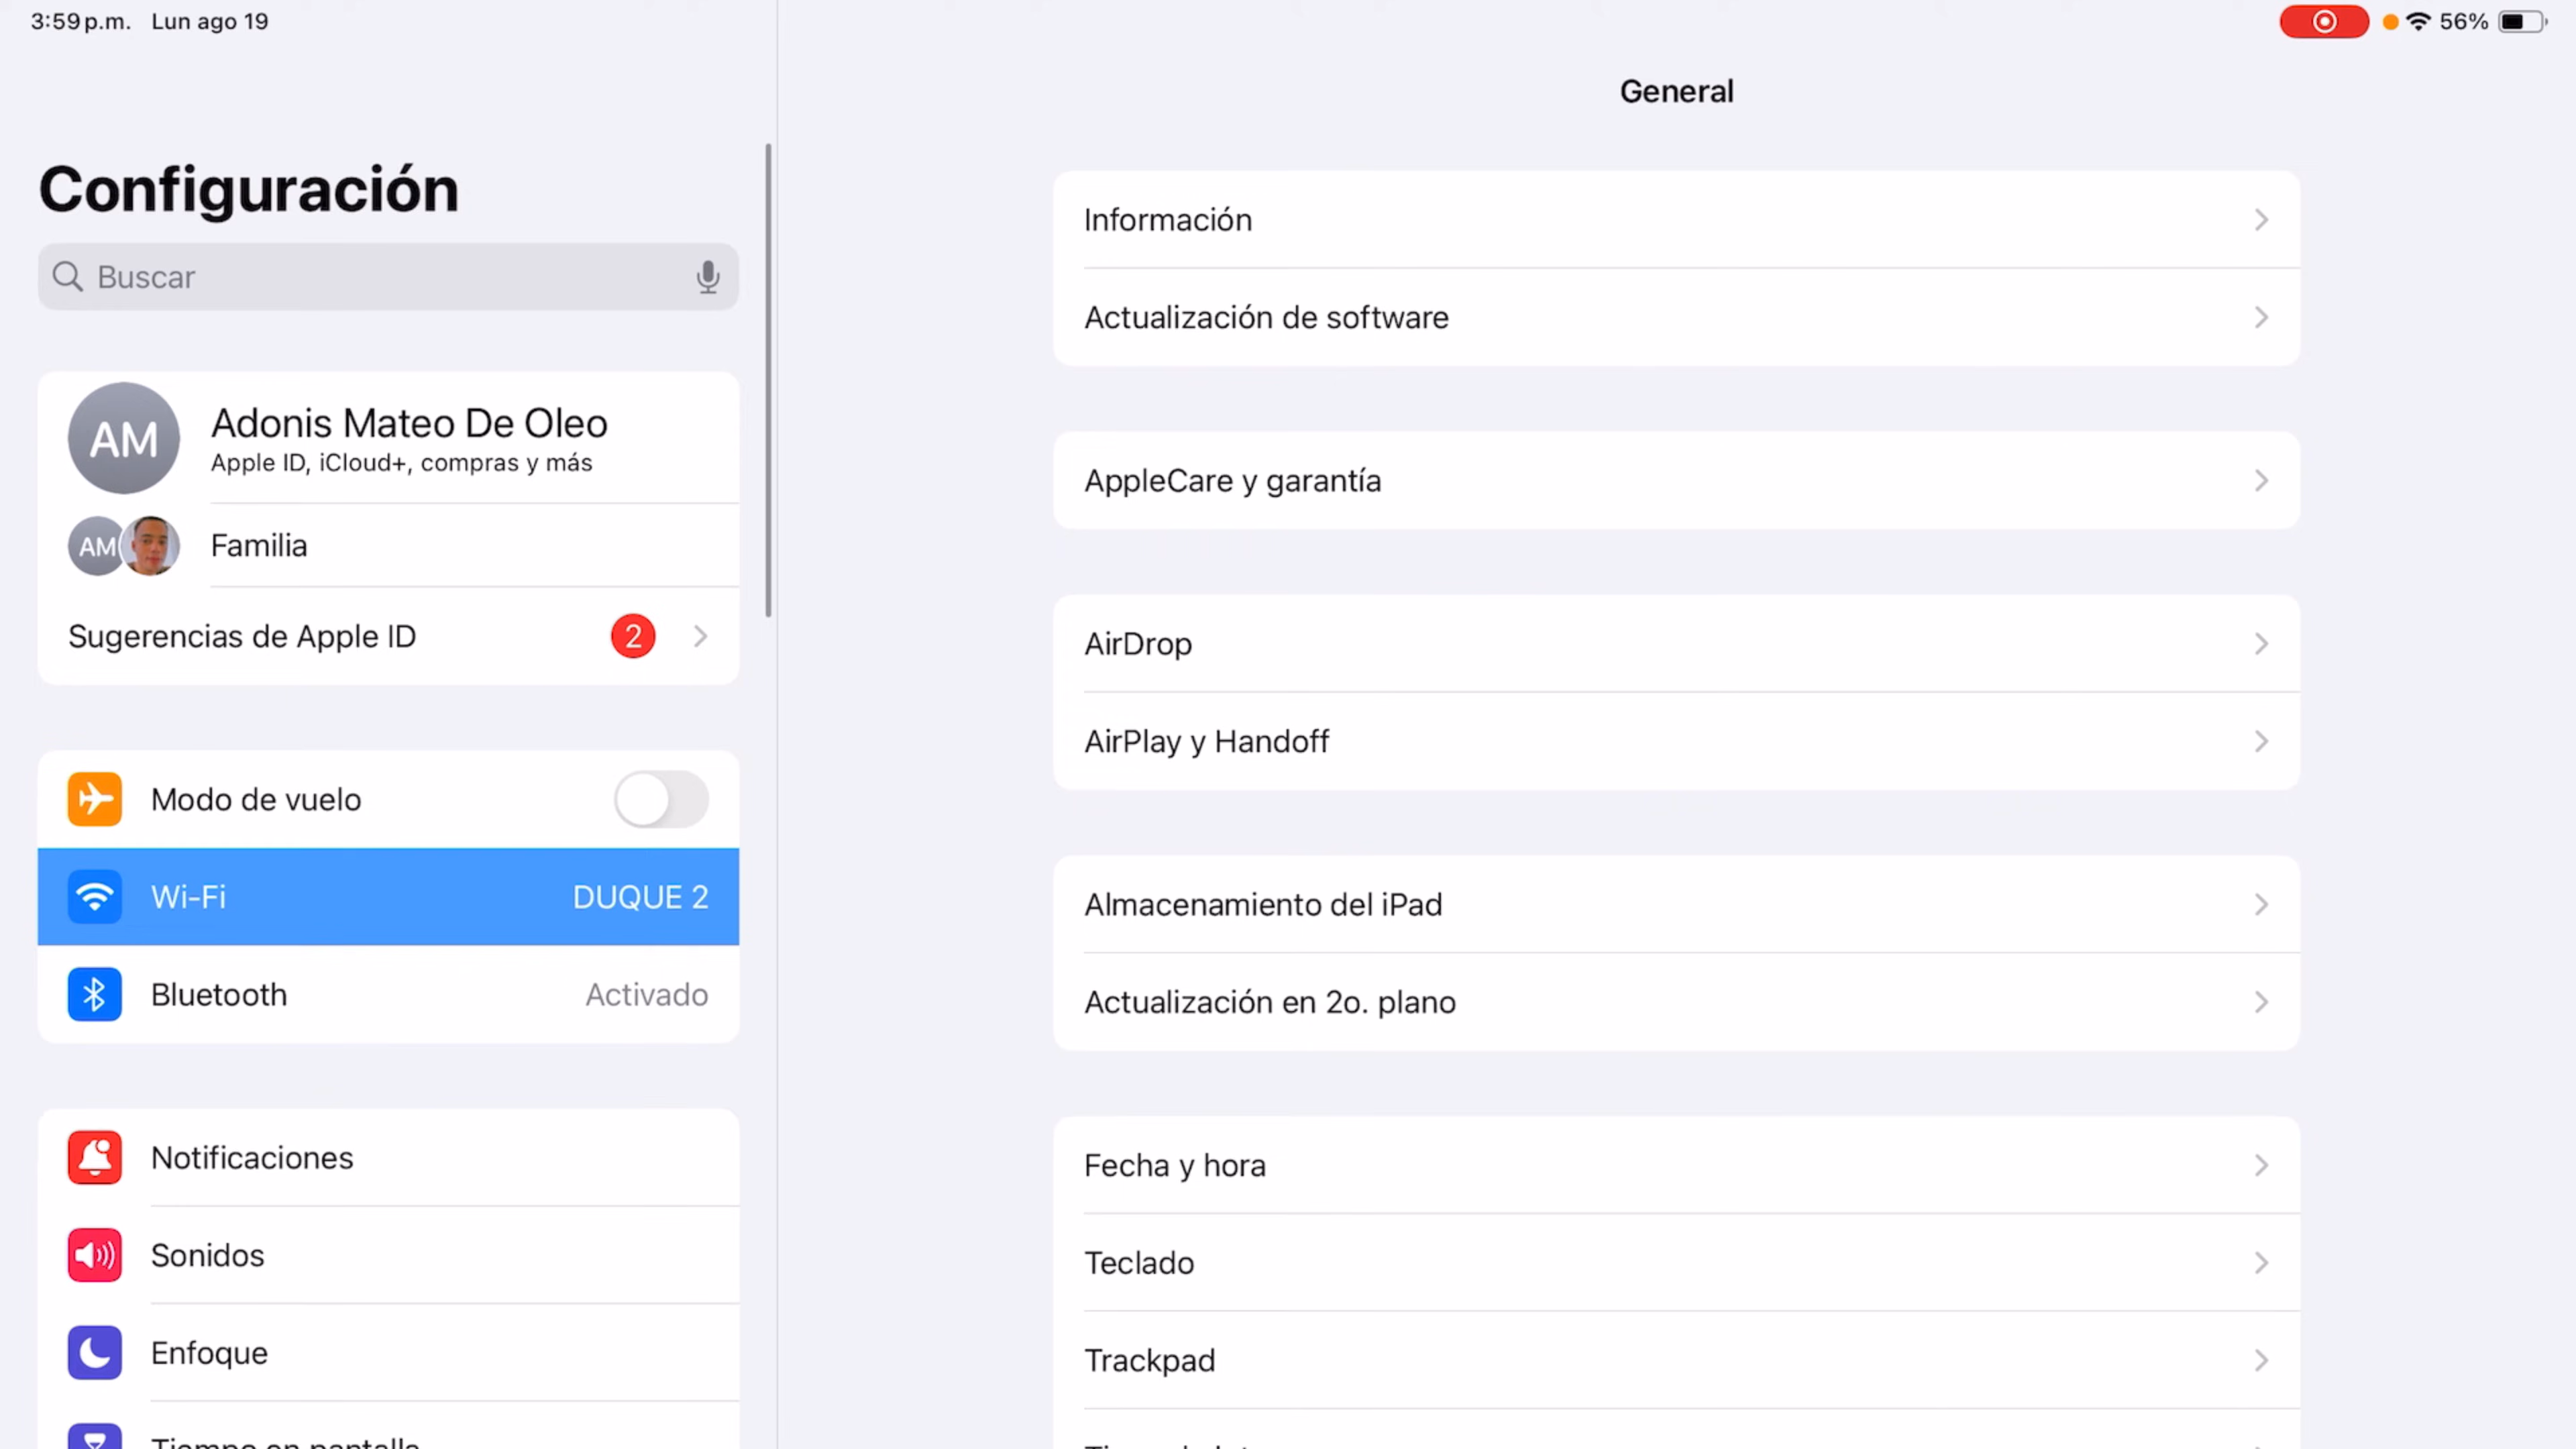 3:59 p.m. Lun ago 19
56%
Configuración
Buscar
AM
Adonis Mateo De Oleo
Apple ID, iCloud+, compras y más
AM
Familia
Sugerencias de Apple ID
2
Modo de vuelo
Wi-Fi
DUQUE 2
Bluetooth
Activado
Notificaciones
Sonidos
Enfoque
Tiempo en pantalla
General
Información
Actualización de software
AppleCare y garantía
AirDrop
AirPlay y Handoff
Almacenamiento del iPad
Actualización en 2o. plano
Fecha y hora
Teclado
Trackpad